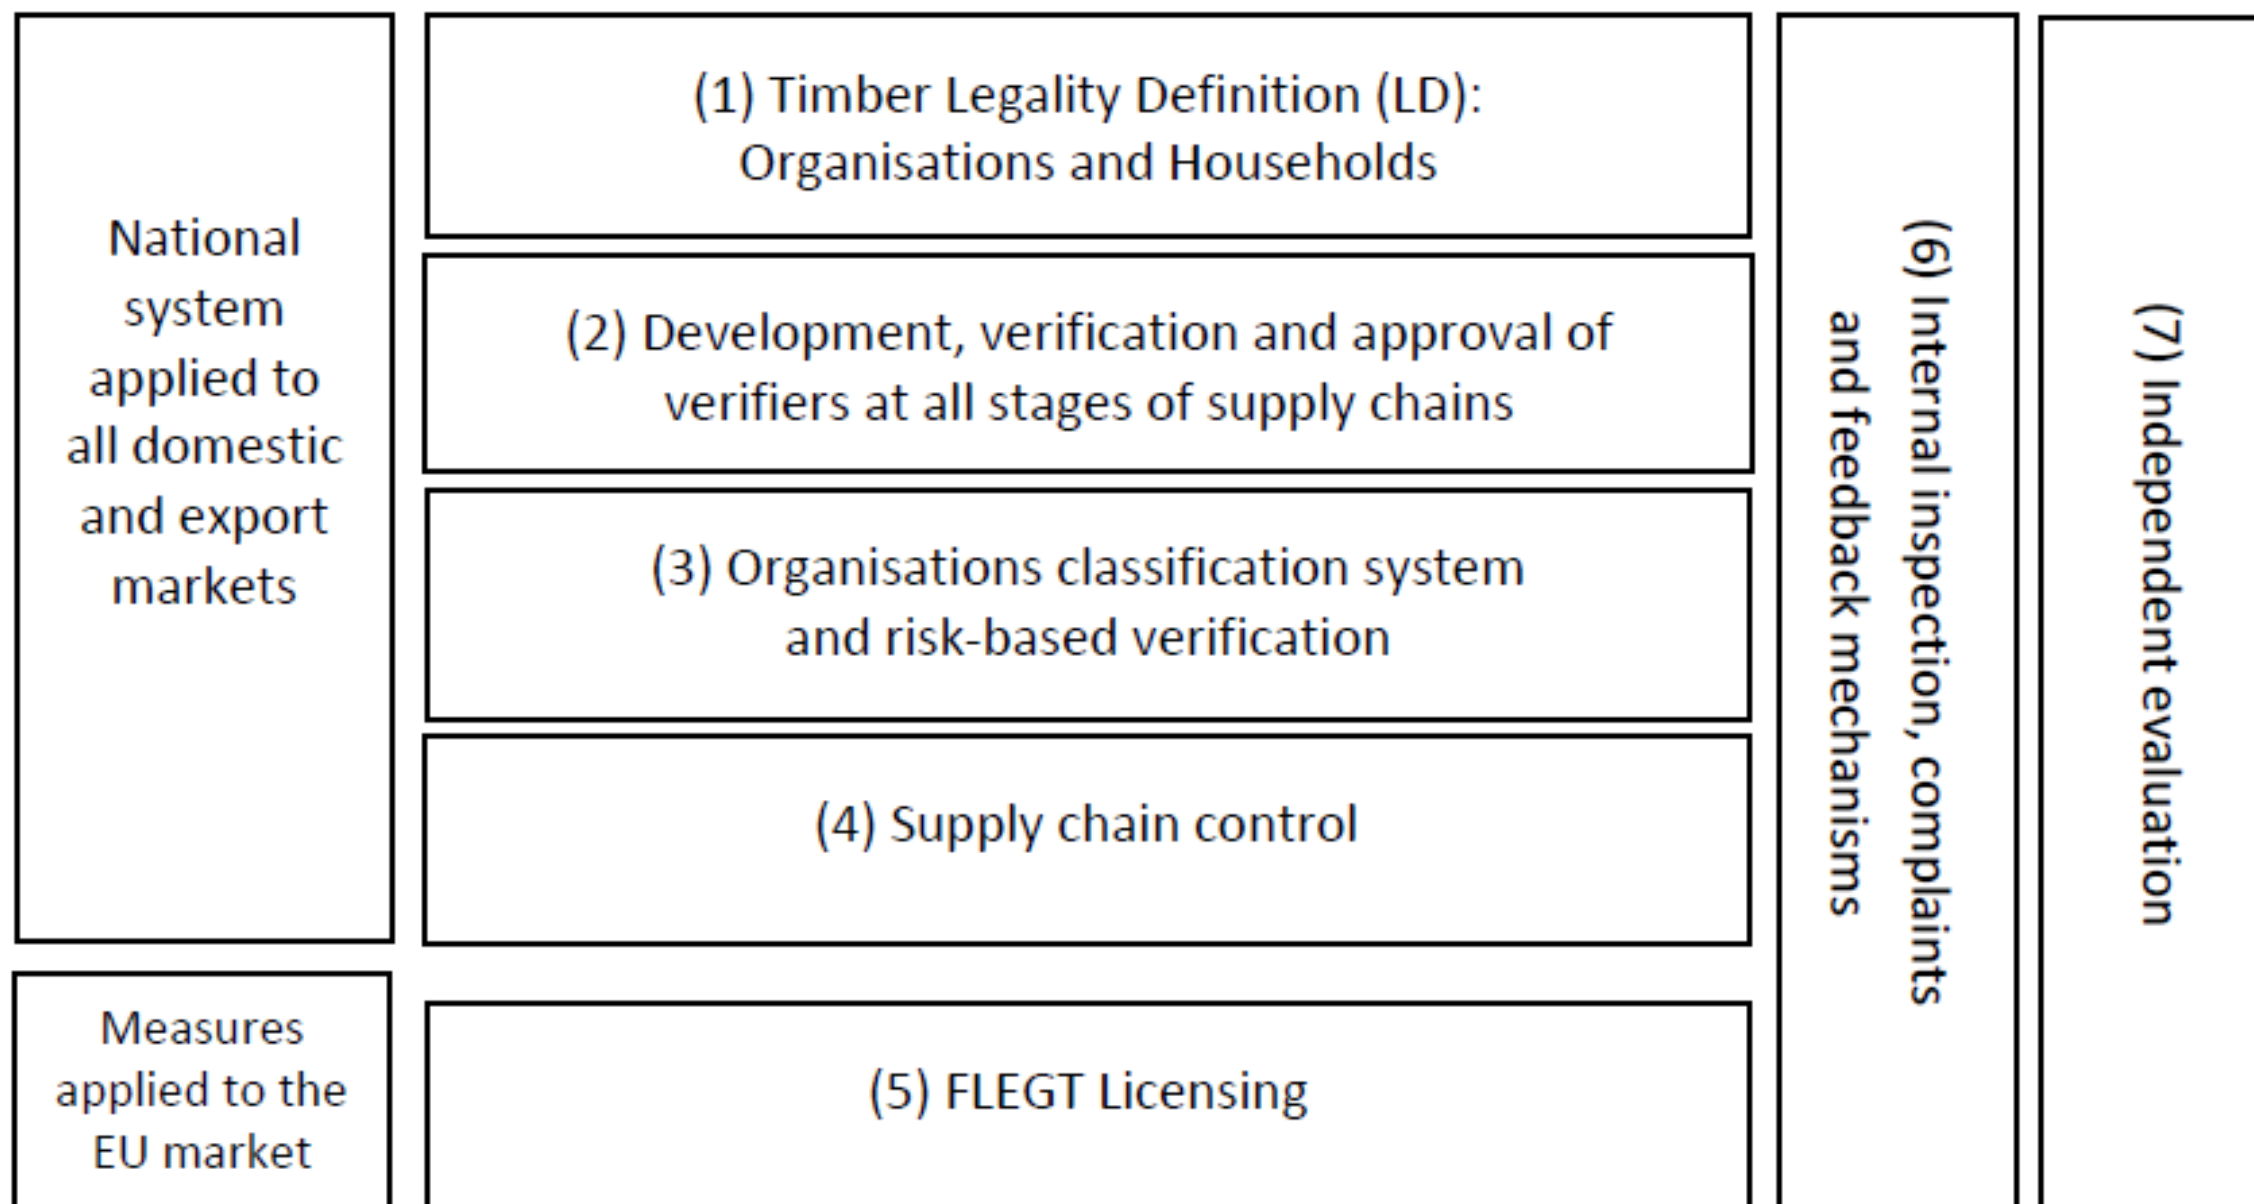 National
system
applied to
all domestic
and export
markets
(1) Timber Legality Definition (LD):
Organisations and Households
(2) Development, verification and approval of
verifiers at all stages of supply chains
(3) Organisations classification system
and risk-based verification
(4) Supply chain control
Measures
applied to the
EU market
(5) FLEGT Licensing
(6) Internal inspection, complaints
and feedback mechanisms
(7) Independent evaluation